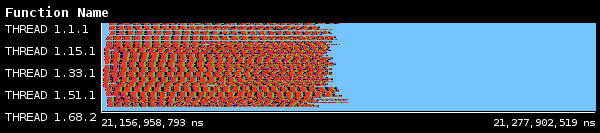 Function Name
THREAD 1.1.1
THREAD 1.15.1
THREAD 1.33.1
THREAD 1.51.1
THREAD 1.68.2
21,156,958,793 ns 21,277,902,519 ns